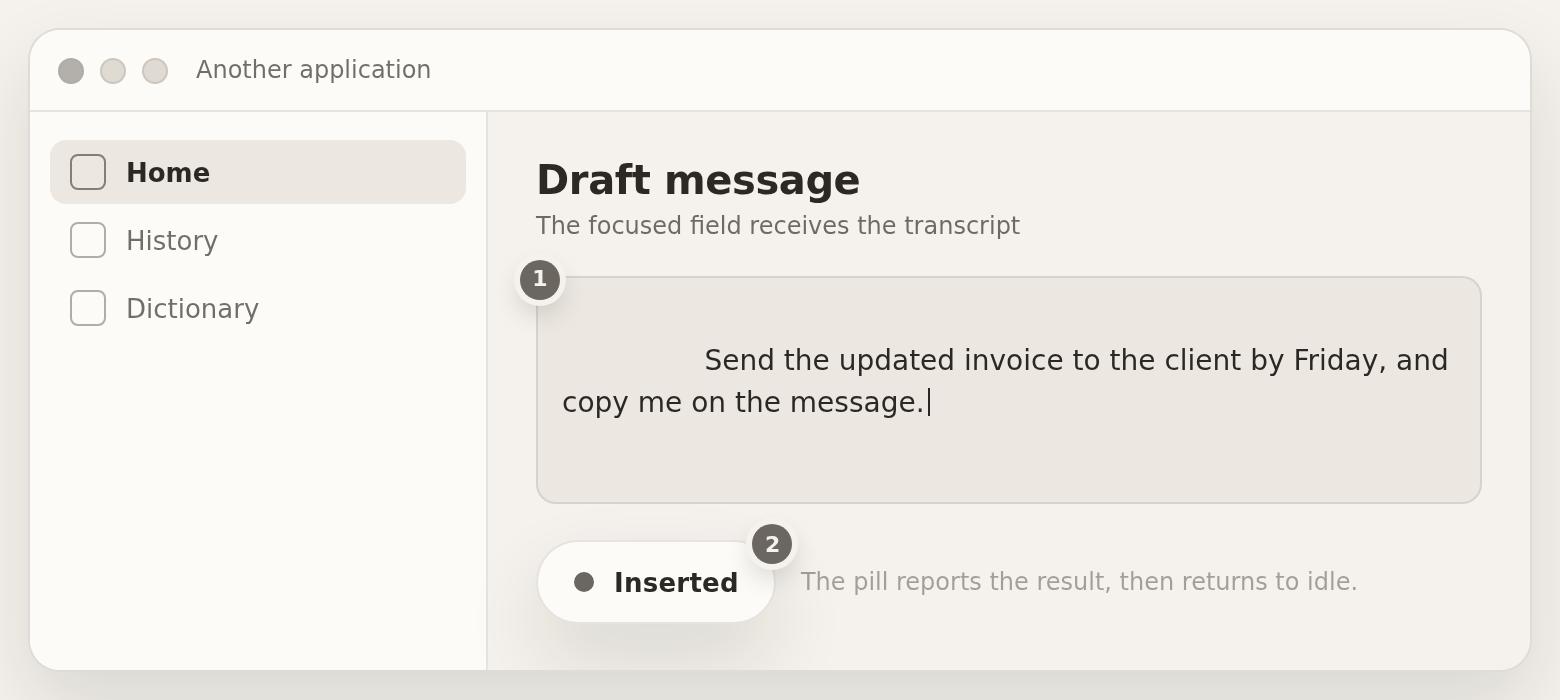 Another application
Home
History
Dictionary
Draft message
The focused field receives the transcript
1
Send the updated invoice to the client by Friday, and
copy me on the message.
2
Inserted
The pill reports the result, then returns to idle.